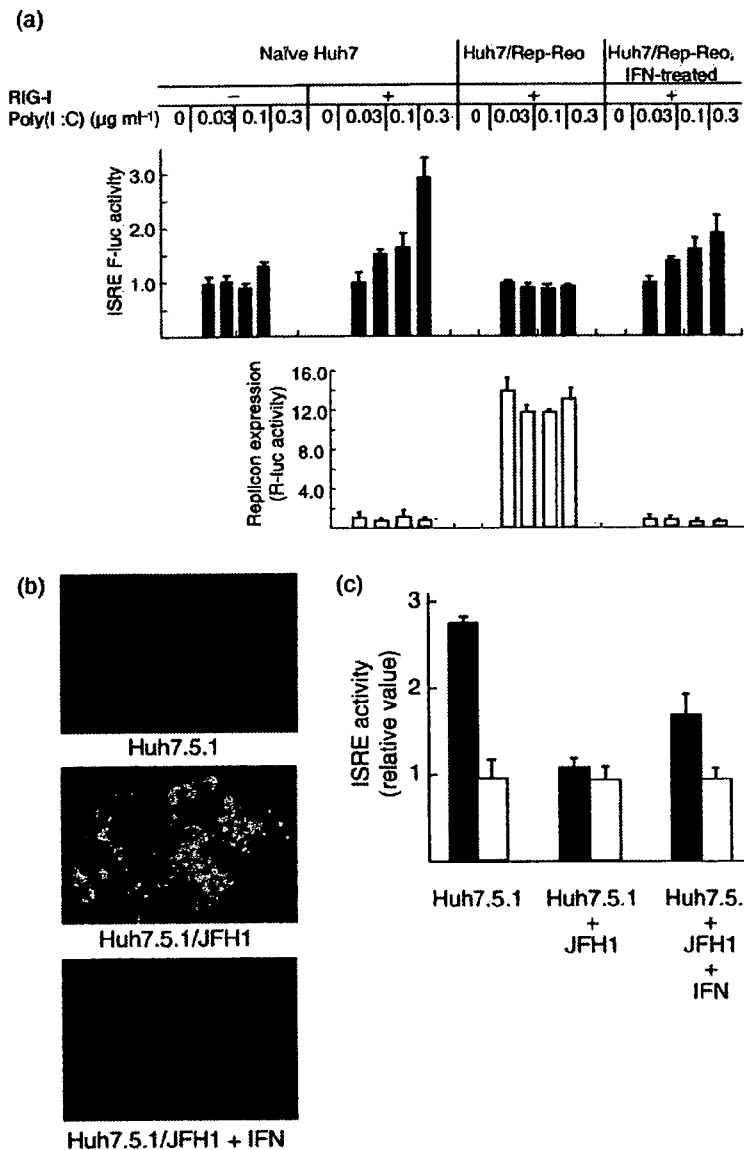 (a)
Naïve Huh7 Huh7/Rep-Reo Huh7/Rep-Reo, IFN-treated
RIG-I − + + +
Poly(I :C) (µg ml⁻¹) 0 0.03 0.1 0.3 0 0.03 0.1 0.3 0 0.03 0.1 0.3 0 0.03 0.1 0.3
ISRE F-luc activity
3.0
2.0
1.0
Replicon expression
(R-luc activity)
16.0
12.0
8.0
4.0
(b)
Huh7.5.1
Huh7.5.1/JFH1
Huh7.5.1/JFH1 + IFN
(c)
ISRE activity
(relative value)
3
2
1
Huh7.5.1
Huh7.5.1
+
JFH1
Huh7.5.
+
JFH1
+
IFN